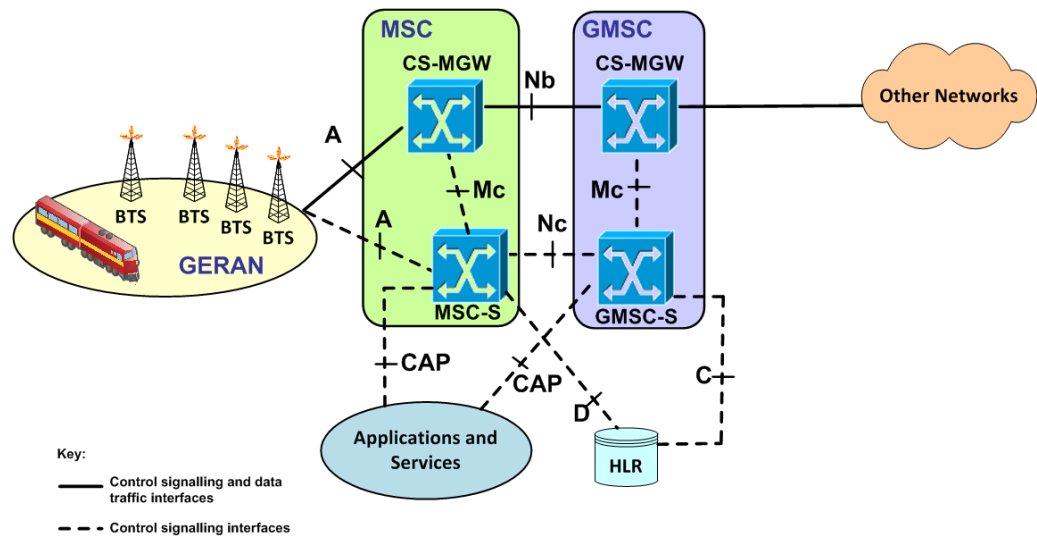 MSC
GMSC
CS-MGW
CS-MGW
Nb
Other Networks
A
BTS
BTS
BTS
BTS
GERAN
Mc
Mc
A
Nc
MSC-S
GMSC-S
CAP
CAP
C
D
Applications and
Services
HLR
Key:
Control signalling and data
traffic interfaces
Control signalling interfaces